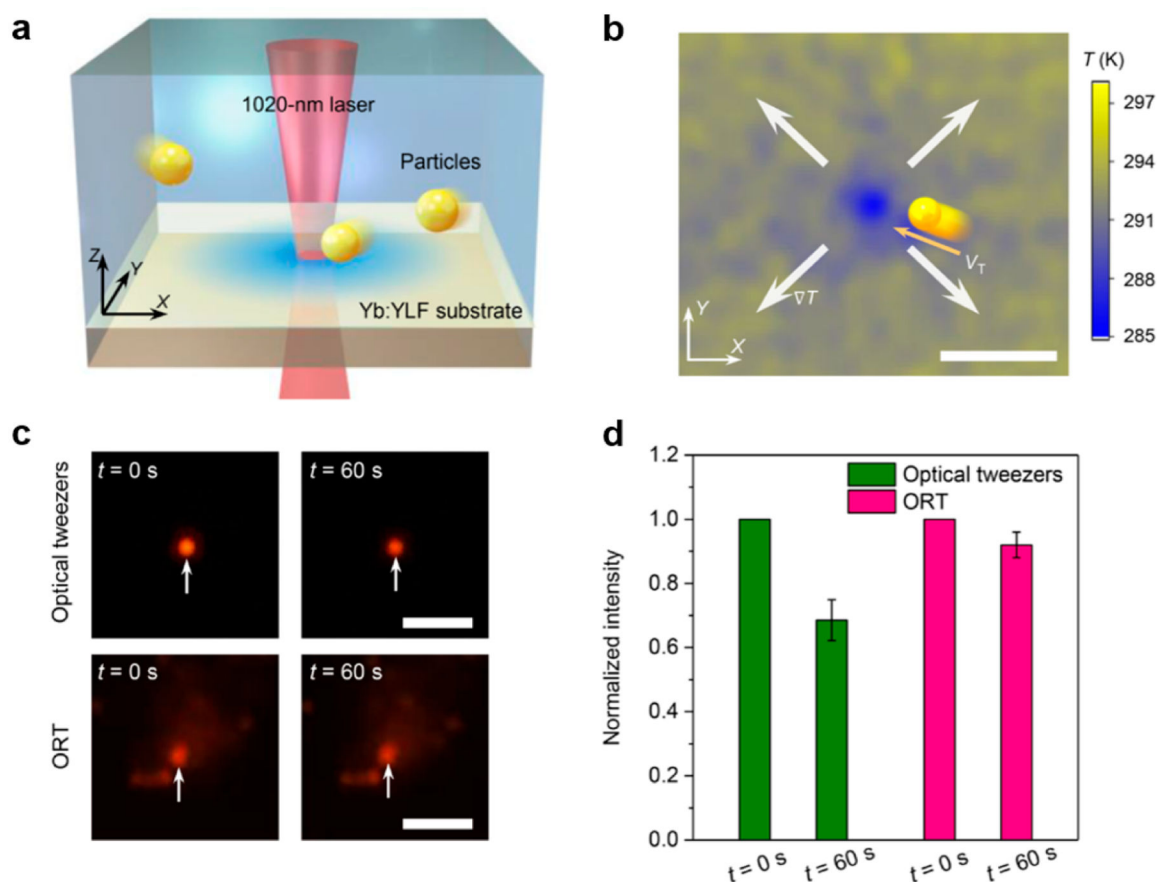 a
1020-nm laser
Particles
Z
Y
X
Yb:YLF substrate
b
T (K)
297
294
291
288
285
V_T
∇T
Y
X
c
Optical tweezers
t = 0 s
t = 60 s
ORT
t = 0 s
t = 60 s
d
Normalized intensity
1.2
1.0
0.8
0.6
0.4
0.2
0.0
Optical tweezers
ORT
t = 0 s
t = 60 s
t = 0 s
t = 60 s